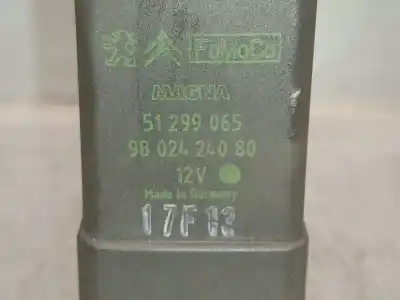 FoMoCo
MAGNA
51 299 065
98 024 240 80
12V
Made in Germany
17F13